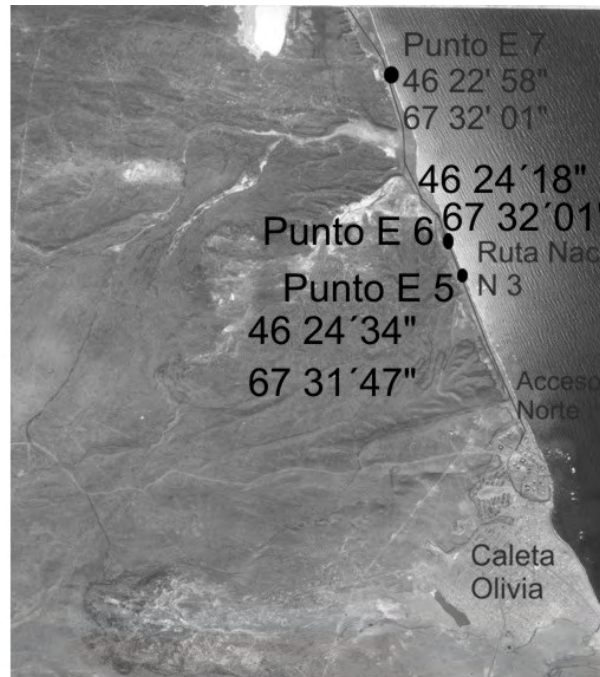 Punto E 7
46 22' 58"
67 32' 01"
46 24´18"
67 32´01"
Punto E 6
Ruta Nac
N 3
Punto E 5
46 24´34"
67 31´47"
Acceso
Norte
Caleta
Olivia